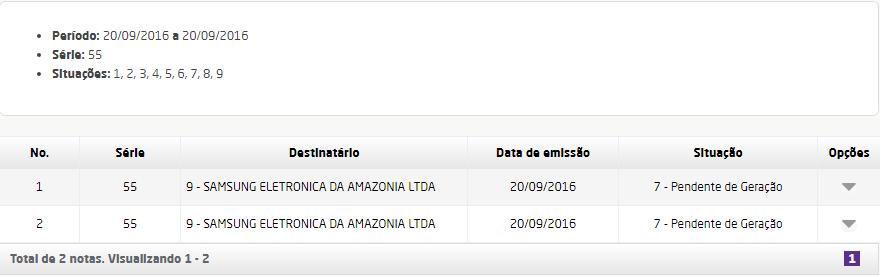 Período: 20/09/2016 a 20/09/2016
Série: 55
Situações: 1, 2, 3, 4, 5, 6, 7, 8, 9
No. Série Destinatário Data de emissão Situação Opções
1 55 9 - SAMSUNG ELETRONICA DA AMAZONIA LTDA 20/09/2016 7 - Pendente de Geração
2 55 9 - SAMSUNG ELETRONICA DA AMAZONIA LTDA 20/09/2016 7 - Pendente de Geração
Total de 2 notas. Visualizando 1 - 2 1